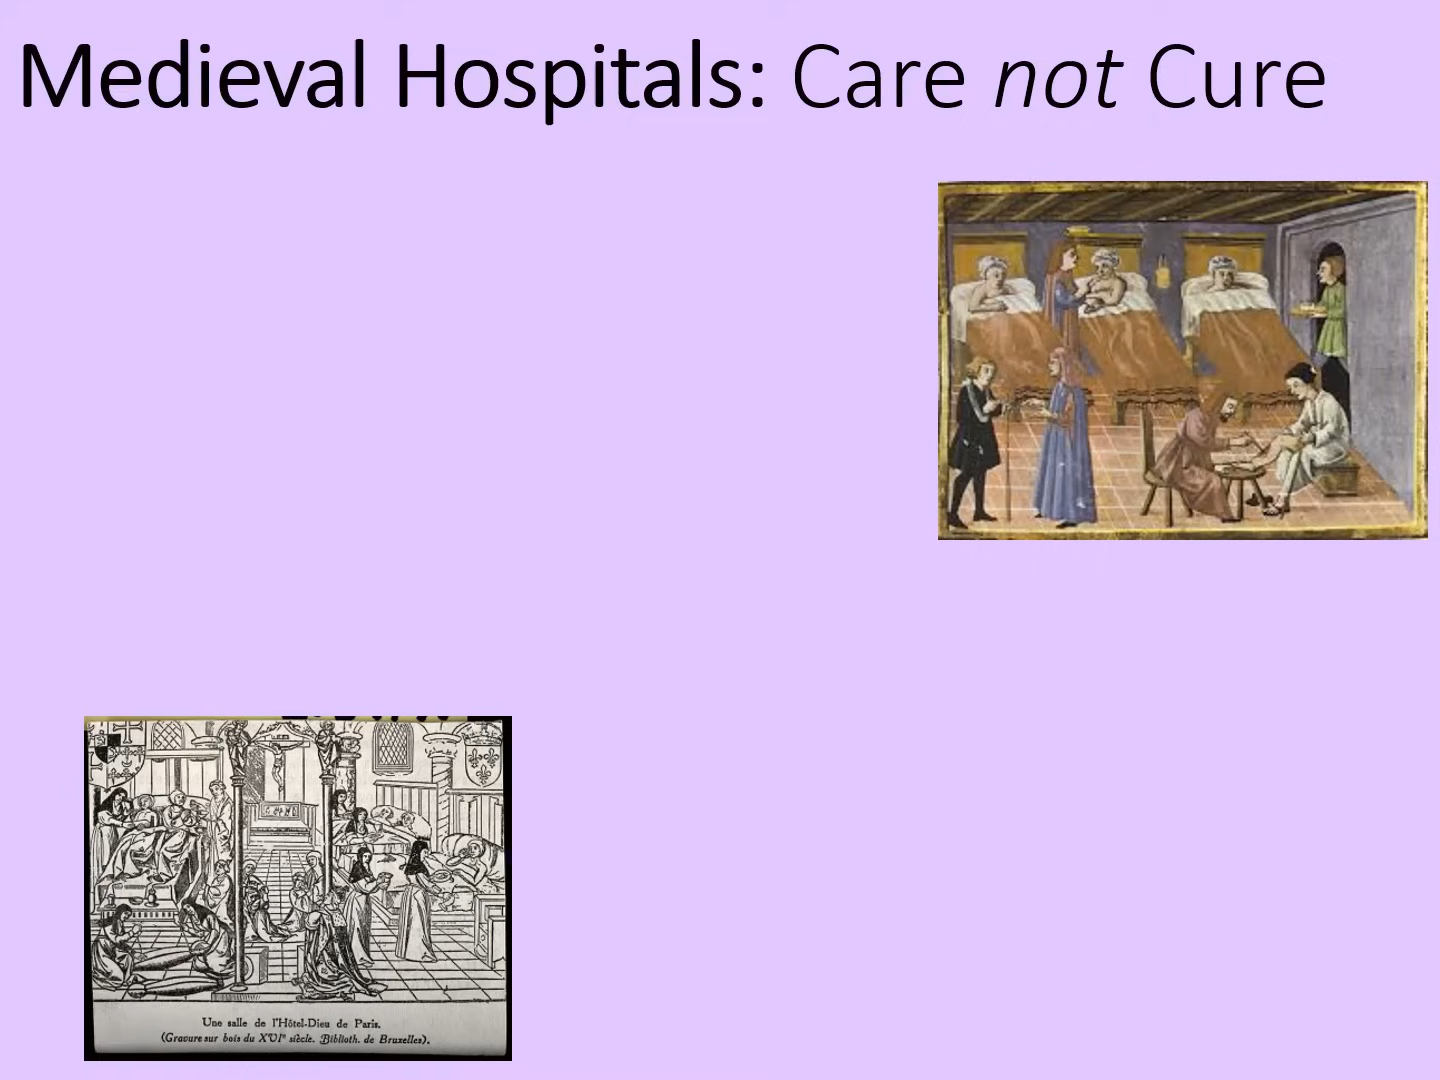 Medieval Hospitals: Care not Cure
Une salle de l'Hôtel-Dieu de Paris.
(Gravure sur bois du XVIe siècle. Biblioth. de Bruxelles).